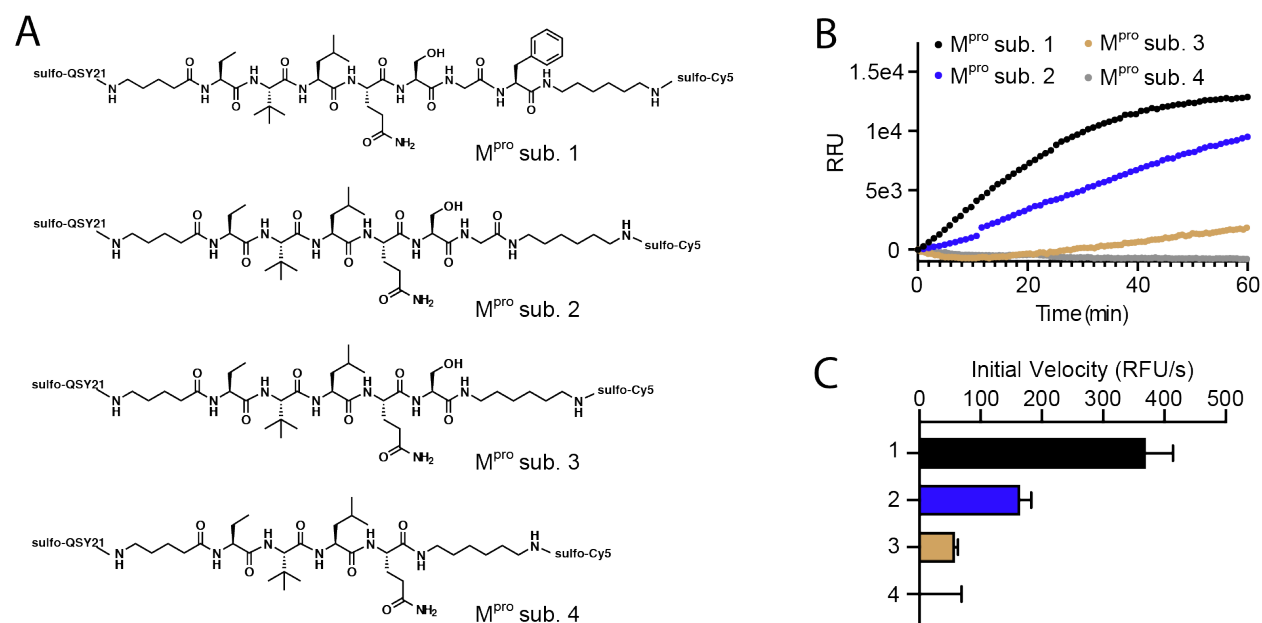 A
sulfo-QSY21
N
H
O
H
N
O
H
N
O
H
N
O
H
N
O
OH
H
N
O
H
N
O
H
N
O
NH2
N
H
sulfo-Cy5
Mpro sub. 1
sulfo-QSY21
N
H
O
N
H
O
H
N
O
N
H
O
H
N
O
N
H
OH
O
H
N
O
N
H
O
NH2
H
N
sulfo-Cy5
Mpro sub. 2
sulfo-QSY21
N
H
O
N
H
O
H
N
O
N
H
O
H
N
O
N
H
OH
O
H
N
O
NH2
N
H
sulfo-Cy5
Mpro sub. 3
sulfo-QSY21
N
H
O
N
H
O
H
N
O
N
H
O
H
N
O
N
H
O
NH2
H
N
sulfo-Cy5
Mpro sub. 4
B
Mpro sub. 1
Mpro sub. 2
Mpro sub. 3
Mpro sub. 4
RFU
1.5e4
1e4
5e3
0
0 20 40 60
Time (min)
C
Initial Velocity (RFU/s)
0 100 200 300 400 500
1
2
3
4